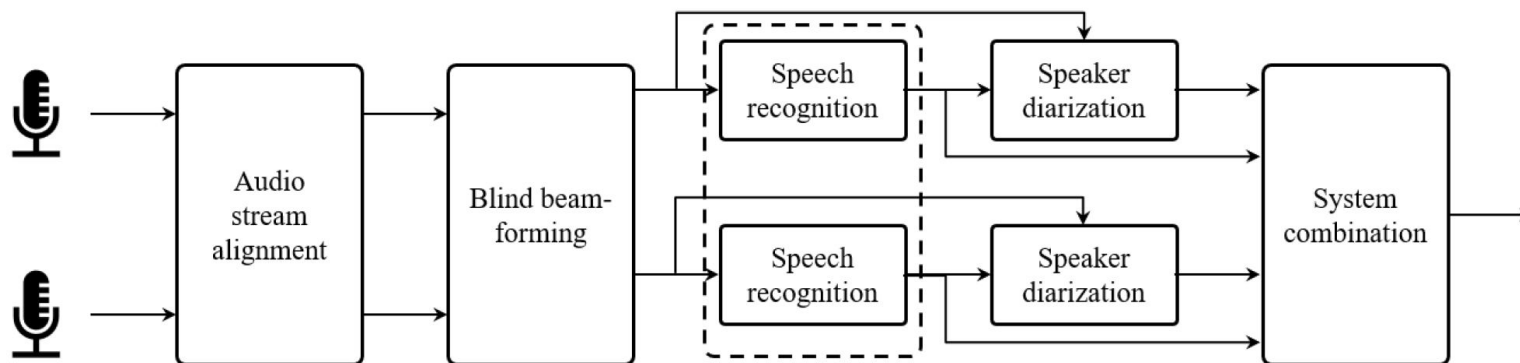 Audio
stream
alignment
Blind beam-
forming
Speech
recognition
Speaker
diarization
Speech
recognition
Speaker
diarization
System
combination